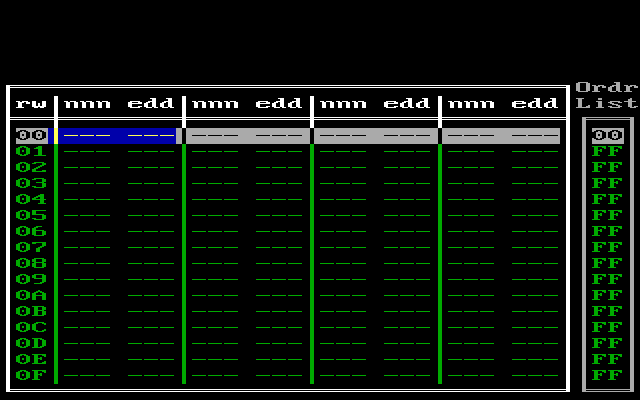 Ordr
rw nnn edd nnn edd nnn edd nnn edd List
00 --- --- --- --- --- --- --- --- 00
01 --- --- --- --- --- --- --- --- FF
02 --- --- --- --- --- --- --- --- FF
03 --- --- --- --- --- --- --- --- FF
04 --- --- --- --- --- --- --- --- FF
05 --- --- --- --- --- --- --- --- FF
06 --- --- --- --- --- --- --- --- FF
07 --- --- --- --- --- --- --- --- FF
08 --- --- --- --- --- --- --- --- FF
09 --- --- --- --- --- --- --- --- FF
0A --- --- --- --- --- --- --- --- FF
0B --- --- --- --- --- --- --- --- FF
0C --- --- --- --- --- --- --- --- FF
0D --- --- --- --- --- --- --- --- FF
0E --- --- --- --- --- --- --- --- FF
0F --- --- --- --- --- --- --- --- FF